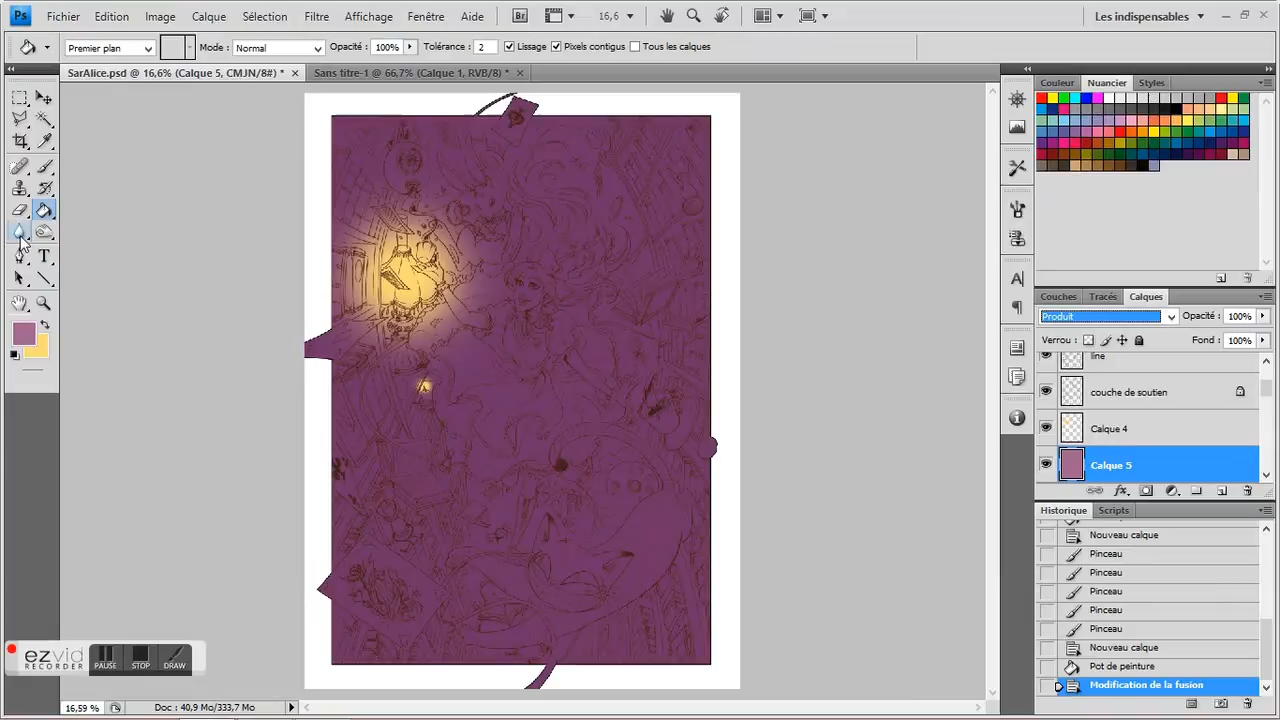 Ps Fichier Edition Image Calque Sélection Filtre Affichage Fenêtre Aide Br 16,6 Les indispensables
Premier plan Mode : Normal Opacité : 100% Tolérance : 2 Lissage Pixels contigus Tous les calques
SarAlice.psd @ 16,6% (Calque 5, CMJN/8#) * Sans titre-1 @ 66,7% (Calque 1, RVB/8) *
Couleur Nuancier Styles
T
A
Couches Tracés Calques
Produit Opacité : 100%
Verrou : Fond : 100%
line
couche de soutien
Calque 4
Calque 5
fx
Historique Scripts
Nouveau calque
Pinceau
Pinceau
Pinceau
Pinceau
Pinceau
Nouveau calque
Pot de peinture
Modification de la fusion
ezvid
RECORDER
PAUSE STOP DRAW
16,59 % Doc : 40,9 Mo/333,7 Mo